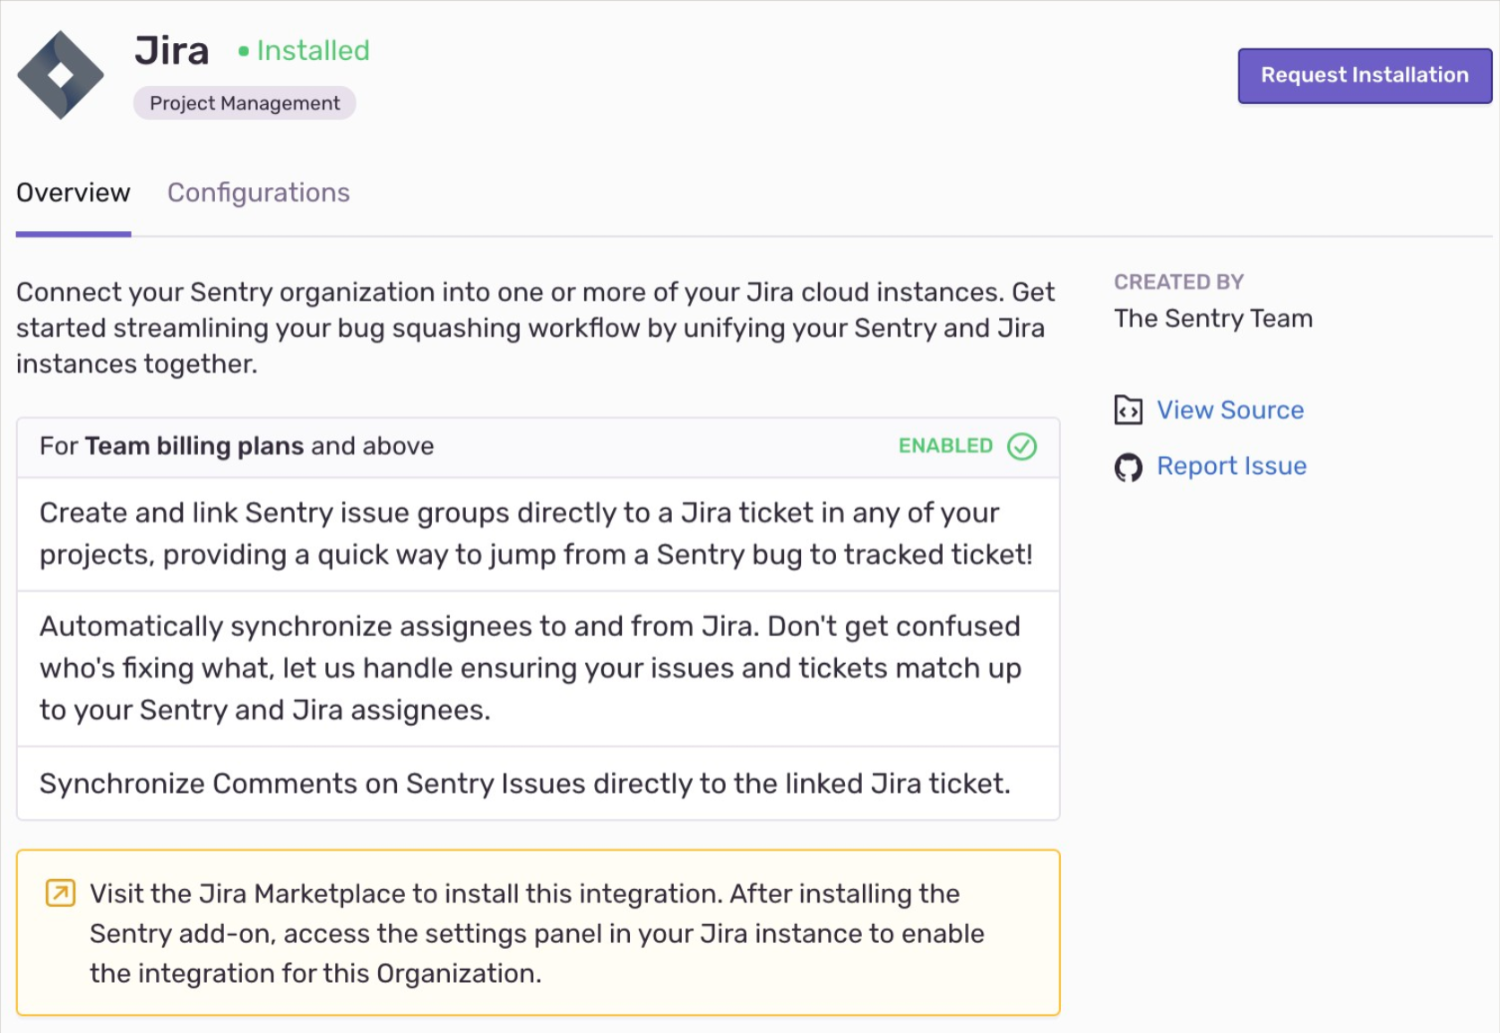 Jira
Installed
Request Installation
Project Management
Overview
Configurations
Connect your Sentry organization into one or more of your Jira cloud instances. Get
started streamlining your bug squashing workflow by unifying your Sentry and Jira
instances together.
CREATED BY
The Sentry Team
View Source
Report Issue
For Team billing plans and above
ENABLED
Create and link Sentry issue groups directly to a Jira ticket in any of your
projects, providing a quick way to jump from a Sentry bug to tracked ticket!
Automatically synchronize assignees to and from Jira. Don't get confused
who's fixing what, let us handle ensuring your issues and tickets match up
to your Sentry and Jira assignees.
Synchronize Comments on Sentry Issues directly to the linked Jira ticket.
Visit the Jira Marketplace to install this integration. After installing the
Sentry add-on, access the settings panel in your Jira instance to enable
the integration for this Organization.